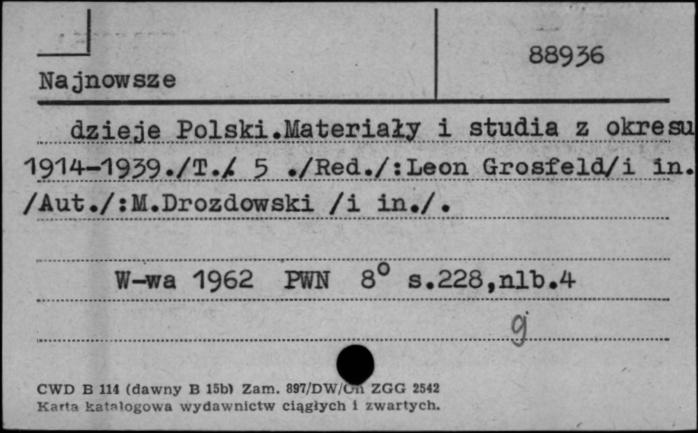 88936
Najnowsze
dzieje Polski.Materiały i studia z okresu
1914-1939./T./ 5 ./Red./:Leon Grosfeld/i in.
/Aut./:M.Drozdowski /i in./.
W-wa 1962 PWN 8° s.228,nlb.4
g
CWD B 114 (dawny B 15b) Zam. 897/DW/Gn ZGG 2542
Karta katalogowa wydawnictw ciągłych i zwartych.